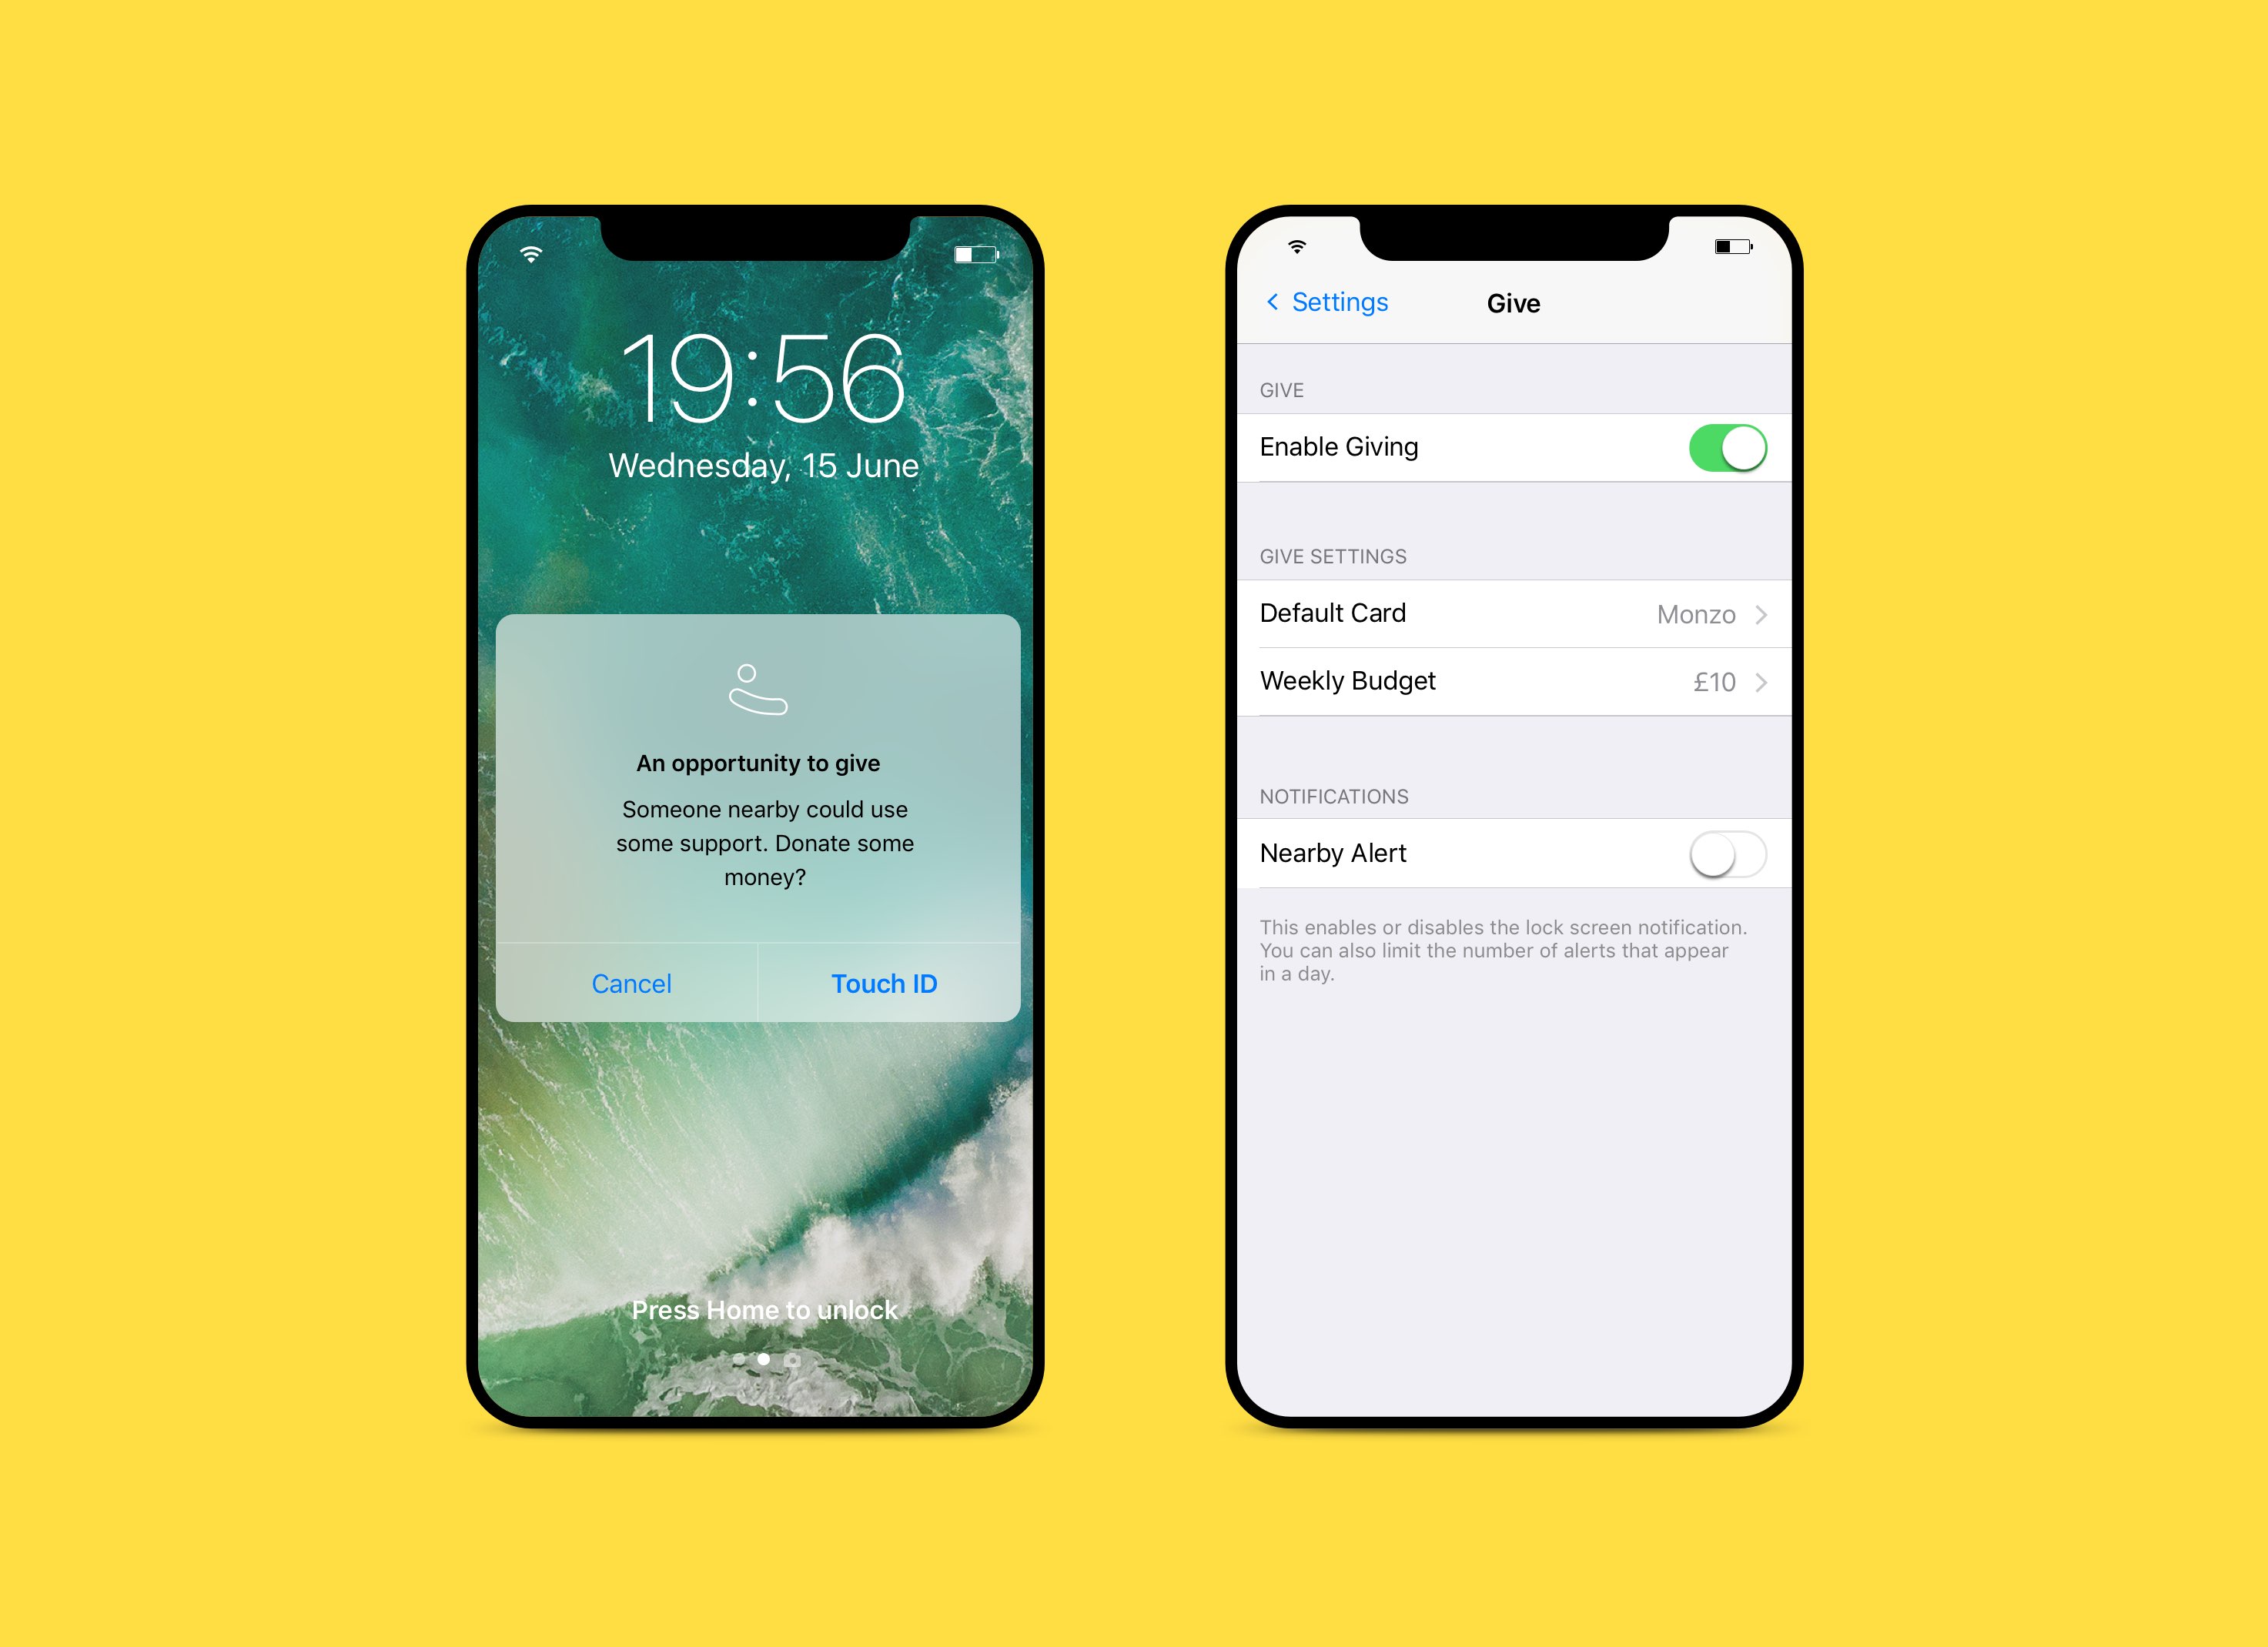 19:56
Wednesday, 15 June
An opportunity to give
Someone nearby could use
some support. Donate some
money?
Cancel
Touch ID
Press Home to unlock
Settings
Give
GIVE
Enable Giving
GIVE SETTINGS
Default Card
Monzo
Weekly Budget
£10
NOTIFICATIONS
Nearby Alert
This enables or disables the lock screen notification.
You can also limit the number of alerts that appear
in a day.